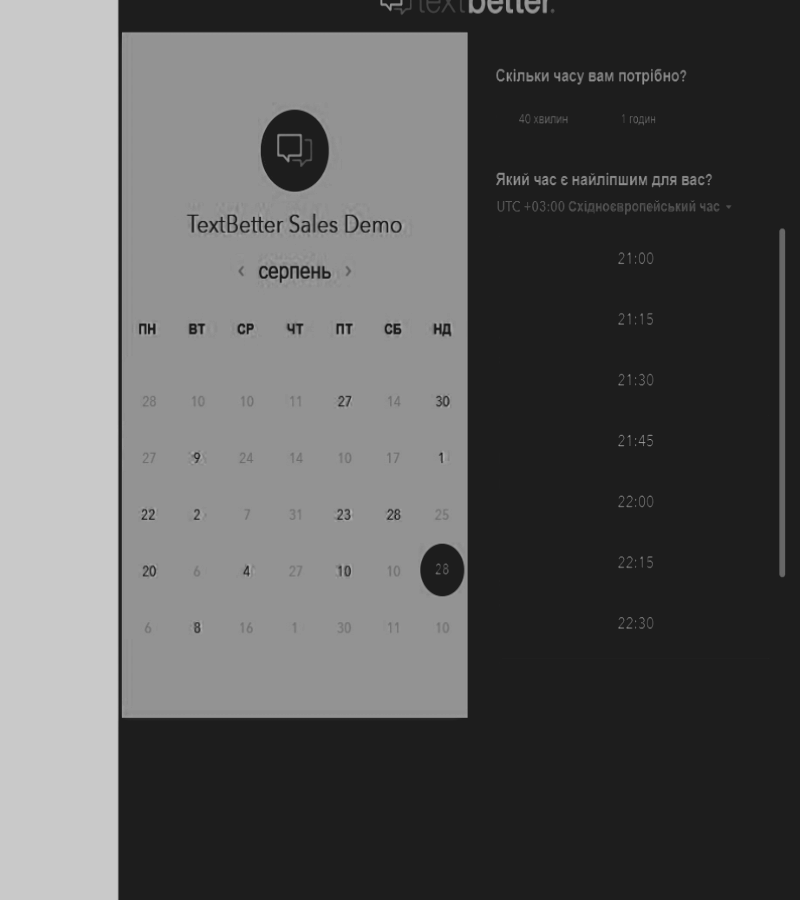 textbetter.
TextBetter Sales Demo
‹ серпень ›
ПН ВТ СР ЧТ ПТ СБ НД
28 10 10 11 27 14 30
27 9 24 14 10 17 1
22 2 7 31 23 28 25
20 6 4 27 10 10 28
6 8 16 1 30 11 10
Скільки часу вам потрібно?
40 хвилин 1 годин
Який час є найліпшим для вас?
UTC +03:00 Східноєвропейський час
21:00
21:15
21:30
21:45
22:00
22:15
22:30